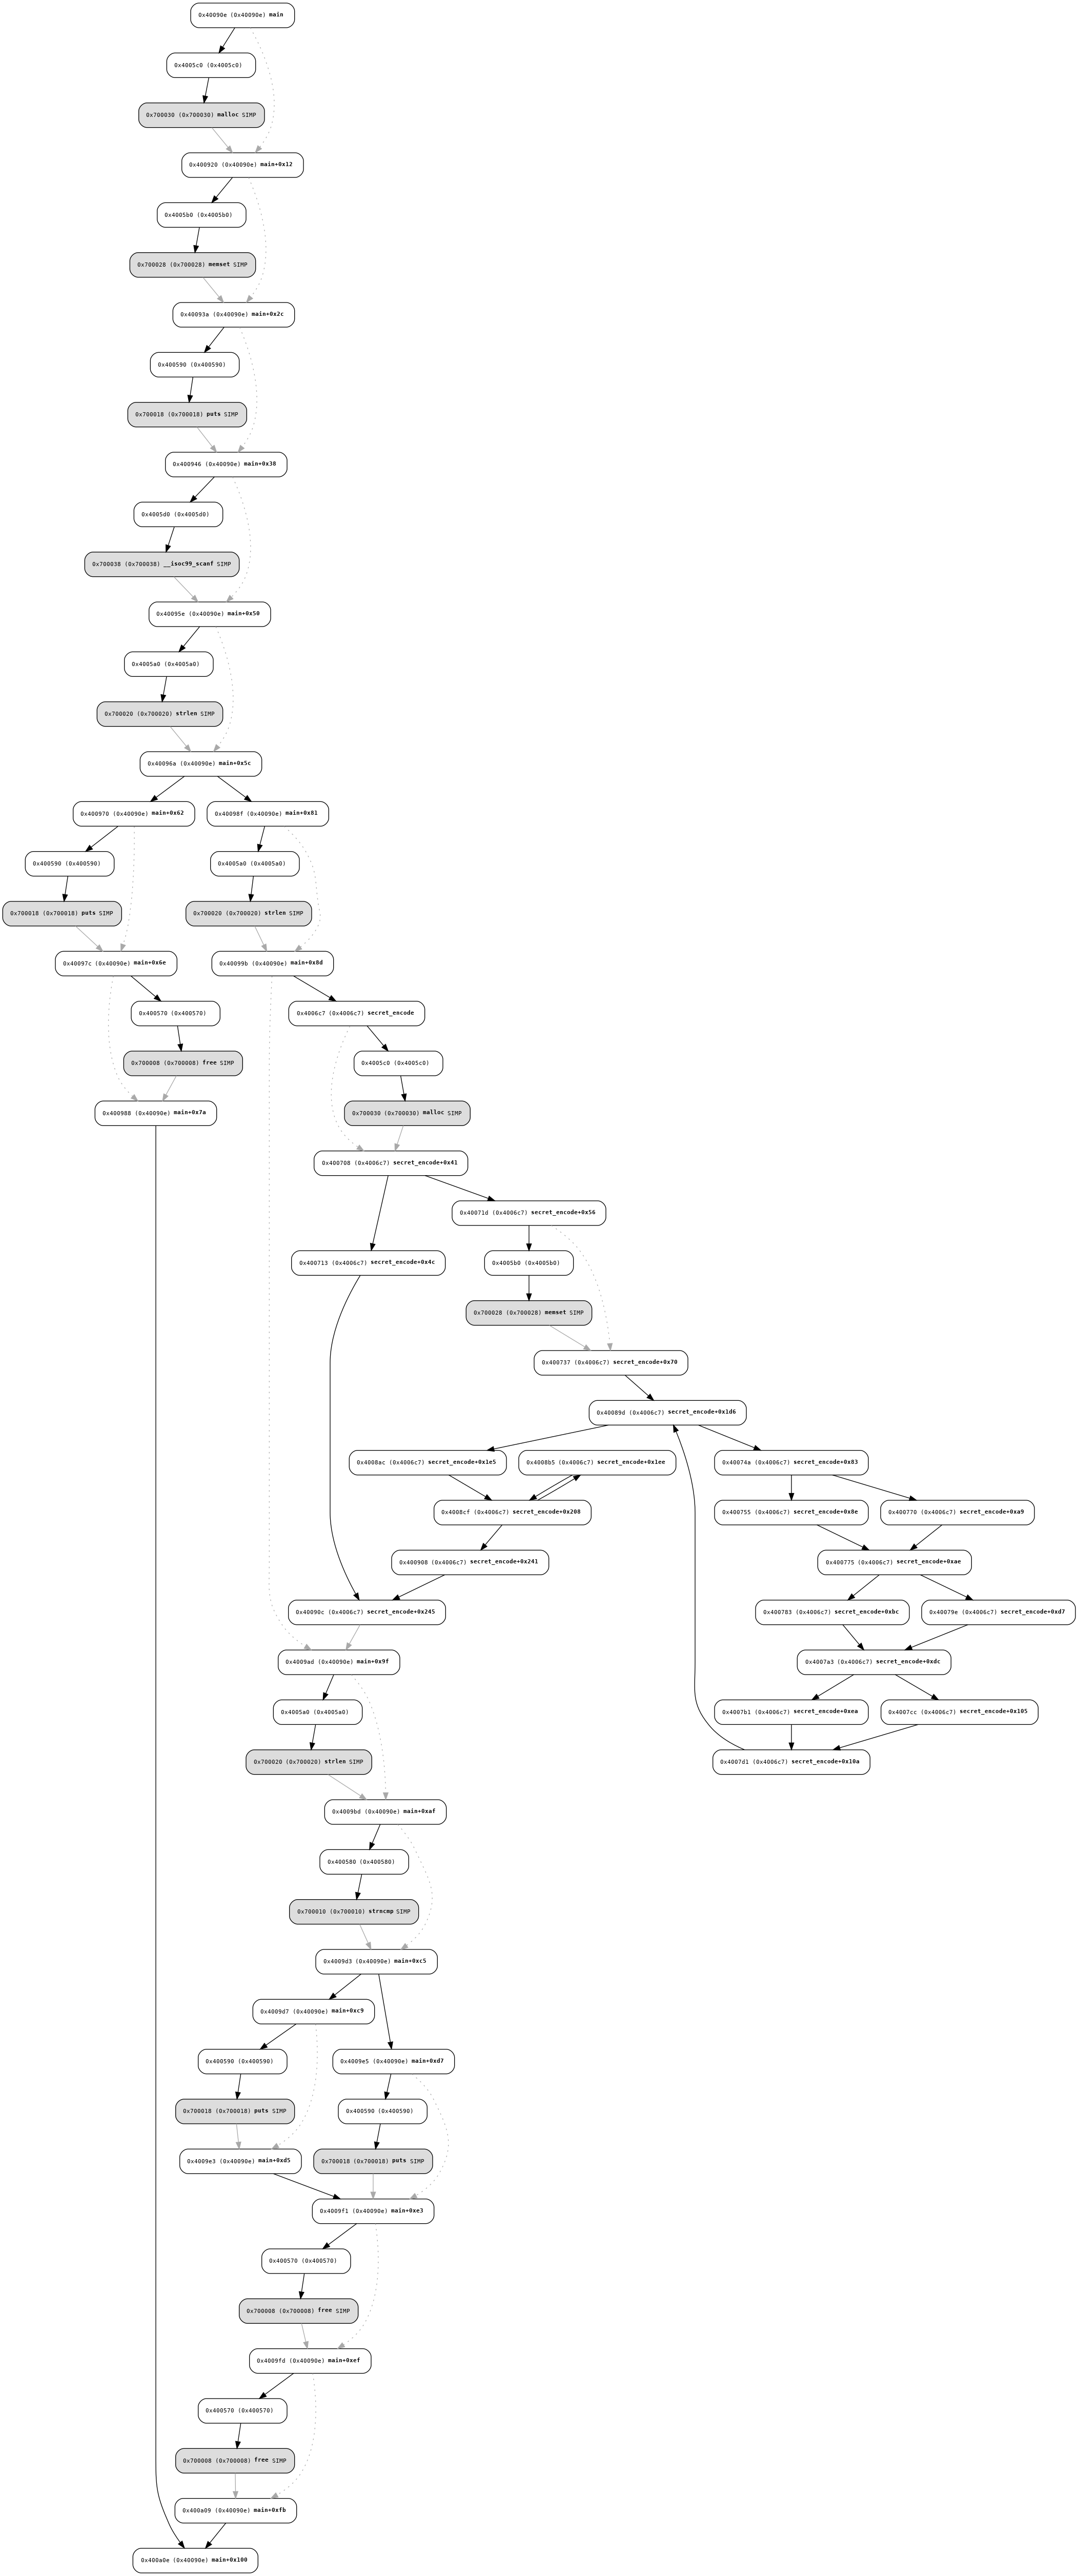 0x40090e (0x40090e) main
0x4005c0 (0x4005c0)
0x700030 (0x700030) malloc SIMP
0x400920 (0x40090e) main+0x12
0x4005b0 (0x4005b0)
0x700028 (0x700028) memset SIMP
0x40093a (0x40090e) main+0x2c
0x400590 (0x400590)
0x700018 (0x700018) puts SIMP
0x400946 (0x40090e) main+0x38
0x4005d0 (0x4005d0)
0x700038 (0x700038) __isoc99_scanf SIMP
0x40095e (0x40090e) main+0x50
0x4005a0 (0x4005a0)
0x700020 (0x700020) strlen SIMP
0x40096a (0x40090e) main+0x5c
0x400970 (0x40090e) main+0x62
0x40098f (0x40090e) main+0x81
0x400590 (0x400590)
0x4005a0 (0x4005a0)
0x700018 (0x700018) puts SIMP
0x700020 (0x700020) strlen SIMP
0x40097c (0x40090e) main+0x6e
0x40099b (0x40090e) main+0x8d
0x400570 (0x400570)
0x4006c7 (0x4006c7) secret_encode
0x700008 (0x700008) free SIMP
0x4005c0 (0x4005c0)
0x400988 (0x40090e) main+0x7a
0x700030 (0x700030) malloc SIMP
0x400708 (0x4006c7) secret_encode+0x41
0x40071d (0x4006c7) secret_encode+0x56
0x400713 (0x4006c7) secret_encode+0x4c
0x4005b0 (0x4005b0)
0x700028 (0x700028) memset SIMP
0x400737 (0x4006c7) secret_encode+0x70
0x40089d (0x4006c7) secret_encode+0x1d6
0x4008ac (0x4006c7) secret_encode+0x1e5
0x4008b5 (0x4006c7) secret_encode+0x1ee
0x40074a (0x4006c7) secret_encode+0x83
0x4008cf (0x4006c7) secret_encode+0x208
0x400755 (0x4006c7) secret_encode+0x8e
0x400770 (0x4006c7) secret_encode+0xa9
0x400908 (0x4006c7) secret_encode+0x241
0x400775 (0x4006c7) secret_encode+0xae
0x40090c (0x4006c7) secret_encode+0x245
0x400783 (0x4006c7) secret_encode+0xbc
0x40079e (0x4006c7) secret_encode+0xd7
0x4009ad (0x40090e) main+0x9f
0x4007a3 (0x4006c7) secret_encode+0xdc
0x4005a0 (0x4005a0)
0x4007b1 (0x4006c7) secret_encode+0xea
0x4007cc (0x4006c7) secret_encode+0x105
0x700020 (0x700020) strlen SIMP
0x4007d1 (0x4006c7) secret_encode+0x10a
0x4009bd (0x40090e) main+0xaf
0x400580 (0x400580)
0x700010 (0x700010) strncmp SIMP
0x4009d3 (0x40090e) main+0xc5
0x4009d7 (0x40090e) main+0xc9
0x400590 (0x400590)
0x4009e5 (0x40090e) main+0xd7
0x700018 (0x700018) puts SIMP
0x400590 (0x400590)
0x4009e3 (0x40090e) main+0xd5
0x700018 (0x700018) puts SIMP
0x4009f1 (0x40090e) main+0xe3
0x400570 (0x400570)
0x700008 (0x700008) free SIMP
0x4009fd (0x40090e) main+0xef
0x400570 (0x400570)
0x700008 (0x700008) free SIMP
0x400a09 (0x40090e) main+0xfb
0x400a0e (0x40090e) main+0x100